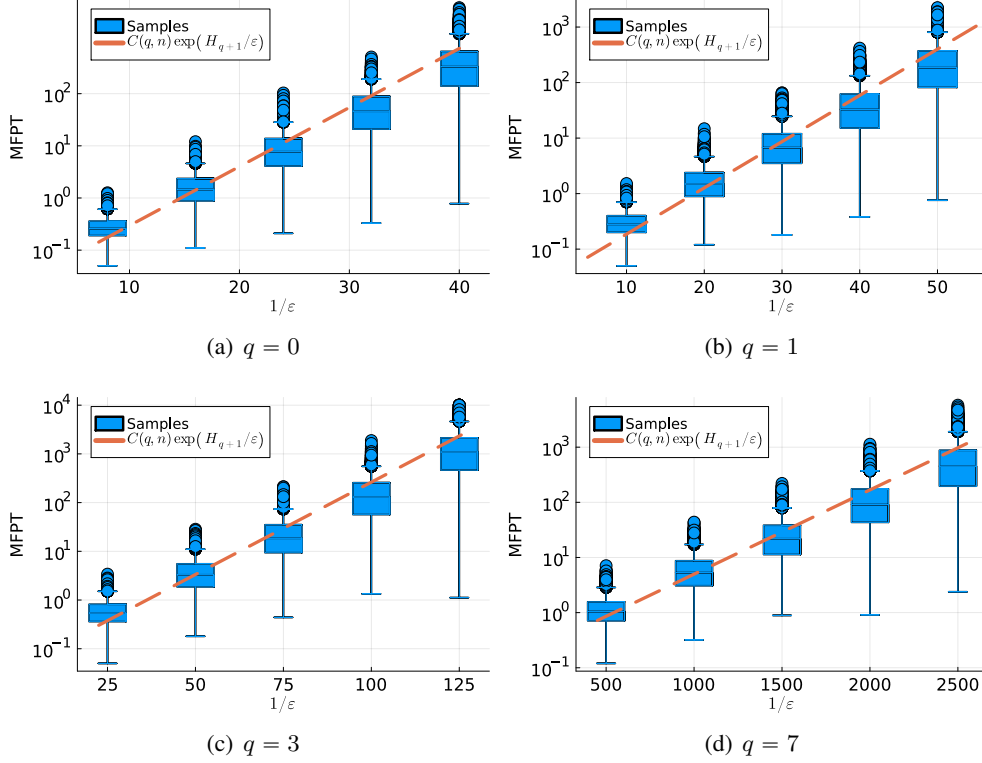 Samples
C(q, n) exp(H_{q+1}/ε)
MFPT
10^2
10^1
10^0
10^{-1}
10 20 30 40
1/ε
(a) q = 0
Samples
C(q, n) exp(H_{q+1}/ε)
MFPT
10^3
10^2
10^1
10^0
10^{-1}
10 20 30 40 50
1/ε
(b) q = 1
Samples
C(q, n) exp(H_{q+1}/ε)
MFPT
10^4
10^3
10^2
10^1
10^0
10^{-1}
25 50 75 100 125
1/ε
(c) q = 3
Samples
C(q, n) exp(H_{q+1}/ε)
MFPT
10^3
10^2
10^1
10^0
10^{-1}
500 1000 1500 2000 2500
1/ε
(d) q = 7